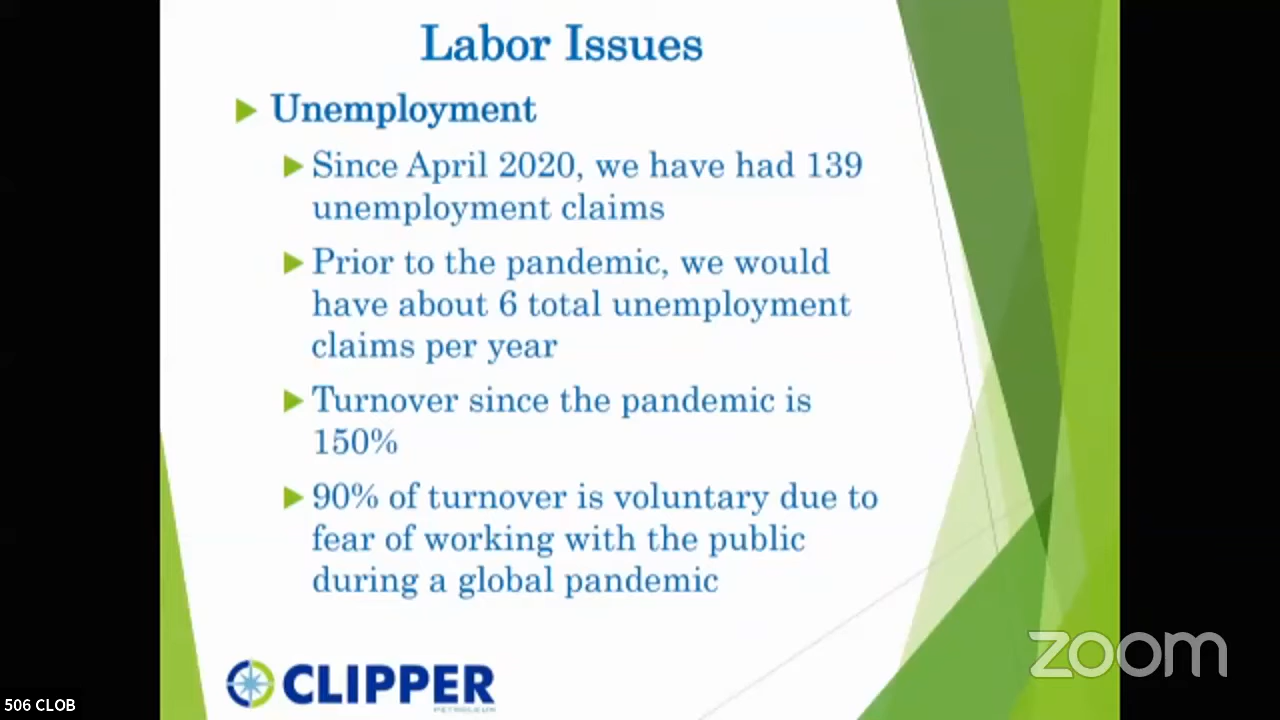 Labor Issues
Unemployment
Since April 2020, we have had 139
unemployment claims
Prior to the pandemic, we would
have about 6 total unemployment
claims per year
Turnover since the pandemic is
150%
90% of turnover is voluntary due to
fear of working with the public
during a global pandemic
CLIPPER
PETROLEUM
zoom
506 CLOB